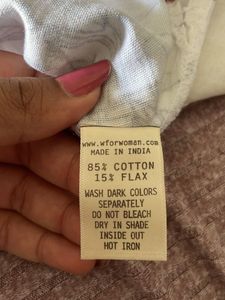 www.wforwoman.com
MADE IN INDIA
85% COTTON
15% FLAX
WASH DARK COLORS
SEPARATELY
DO NOT BLEACH
DRY IN SHADE
INSIDE OUT
HOT IRON